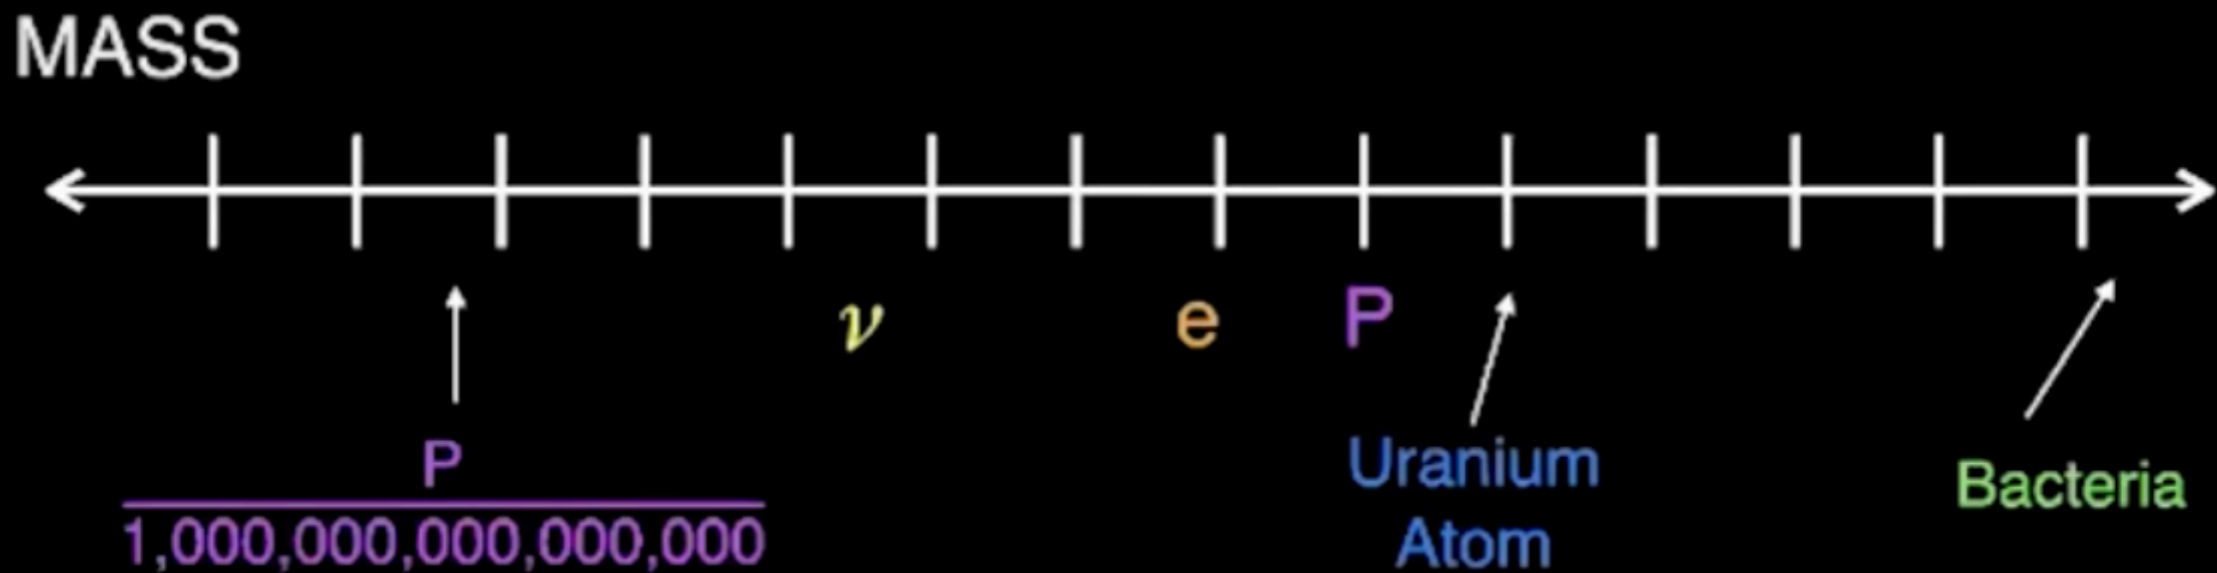 MASS
ν e P
P
1,000,000,000,000,000
Uranium
Atom
Bacteria